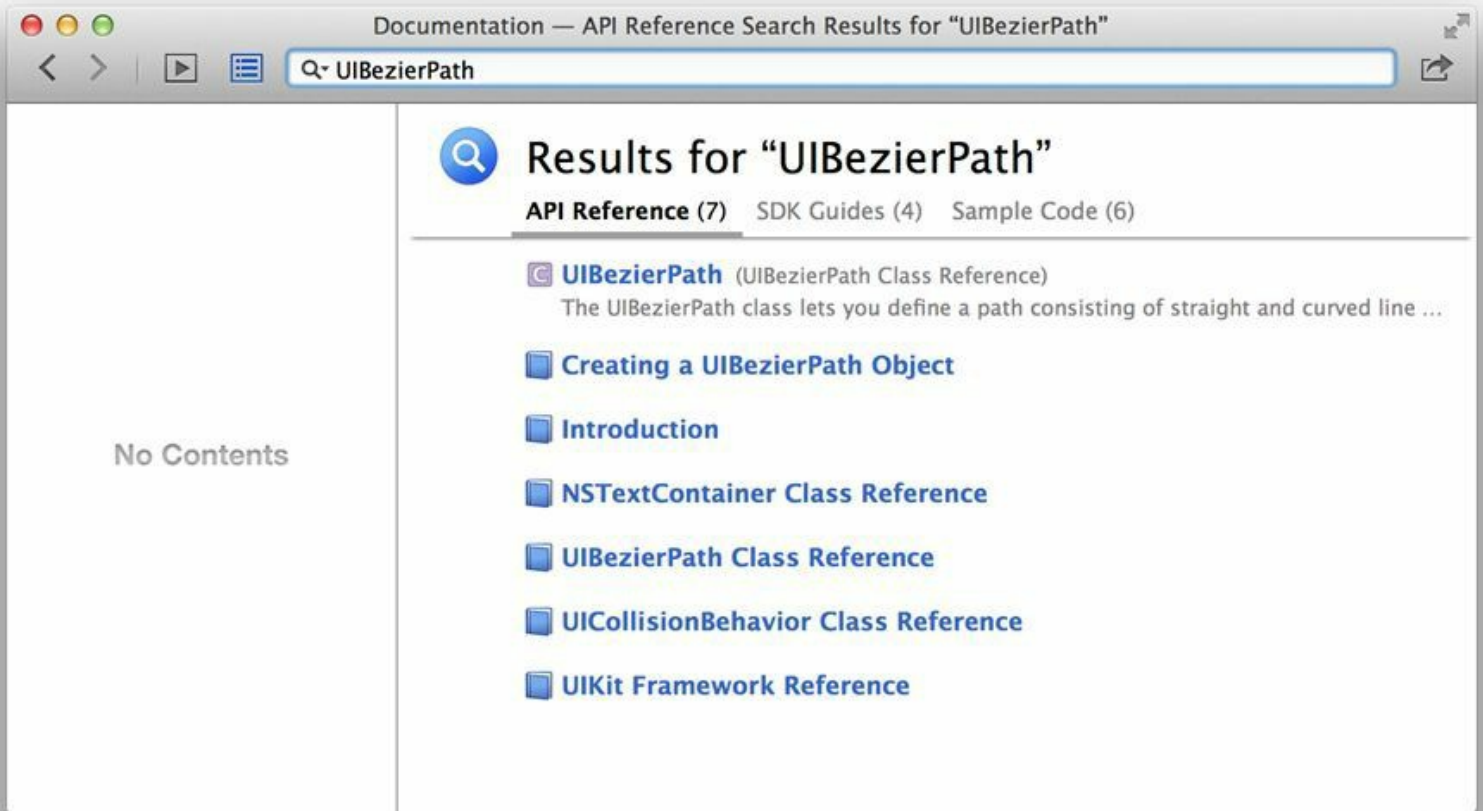 Documentation — API Reference Search Results for “UIBezierPath”
UIBezierPath
No Contents
Results for “UIBezierPath”
API Reference (7) SDK Guides (4) Sample Code (6)
C UIBezierPath (UIBezierPath Class Reference)
The UIBezierPath class lets you define a path consisting of straight and curved line ...
Creating a UIBezierPath Object
Introduction
NSTextContainer Class Reference
UIBezierPath Class Reference
UICollisionBehavior Class Reference
UIKit Framework Reference